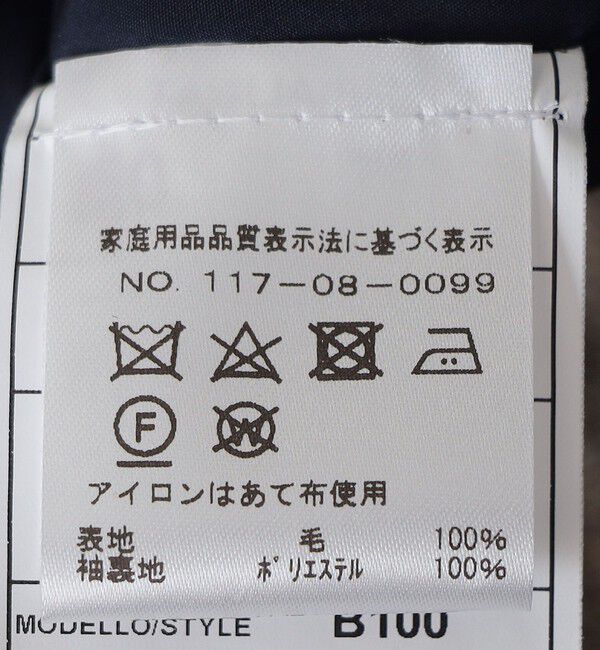 家庭用品品質表示法に基づく表示
NO. 117-08-0099
F
W
アイロンはあて布使用
表地 毛 100%
袖裏地 ポリエステル 100%
MODELLO/STYLE B100